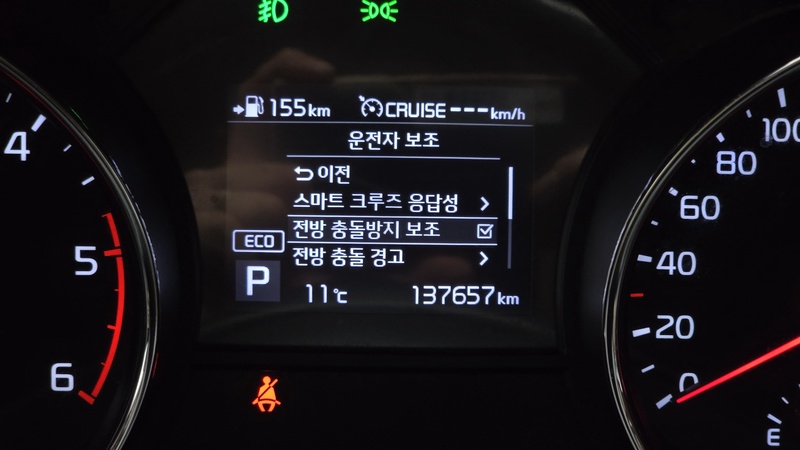 155km CRUISE---km/h
운전자 보조
이전
스마트 크루즈 응답성
전방 충돌방지 보조
전방 충돌 경고
ECO
P
11℃ 137657km
4
5
6
100
80
60
40
20
0
E